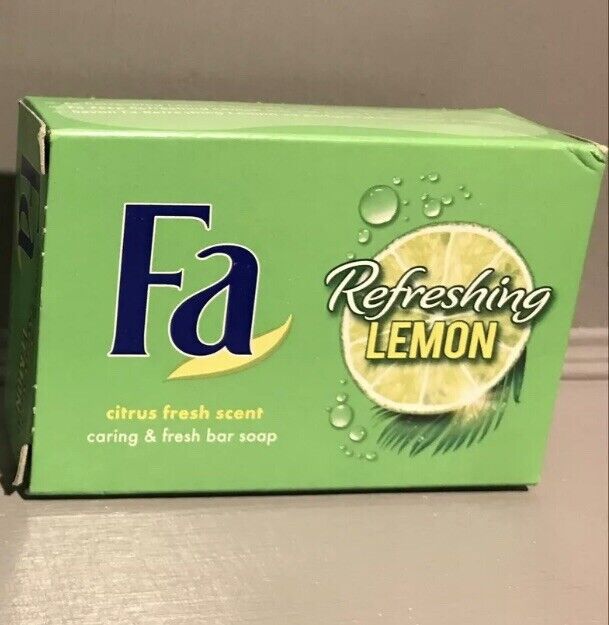 Fa
citrus fresh scent
caring & fresh bar soap
Refreshing
LEMON